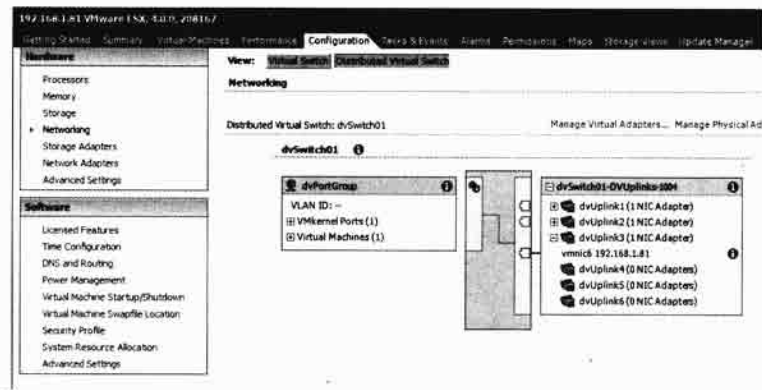 192.168.1.81 VMware ESX, 4.0.0, 208167
Getting Started Summary Virtual Machines Performance Configuration Tasks & Events Alarms Permissions Maps Storage Views Update Manager
Hardware
Processors
Memory
Storage
Networking
Storage Adapters
Network Adapters
Advanced Settings
Software
Licensed Features
Time Configuration
DNS and Routing
Power Management
Virtual Machine Startup/Shutdown
Virtual Machine Swapfile Location
Security Profile
System Resource Allocation
Advanced Settings
View: Virtual Switch Distributed Virtual Switch
Networking
Distributed Virtual Switch: dvSwitch01 Manage Virtual Adapters... Manage Physical Ad
dvSwitch01
dvPortGroup
VLAN ID: --
VMkernel Ports (1)
Virtual Machines (1)
dvSwitch01-DVUplinks-1004
dvUplink1 (1 NIC Adapter)
dvUplink2 (1 NIC Adapter)
dvUplink3 (1 NIC Adapter)
vmnic6 192.168.1.81
dvUplink4 (0 NIC Adapters)
dvUplink5 (0 NIC Adapters)
dvUplink6 (0 NIC Adapters)